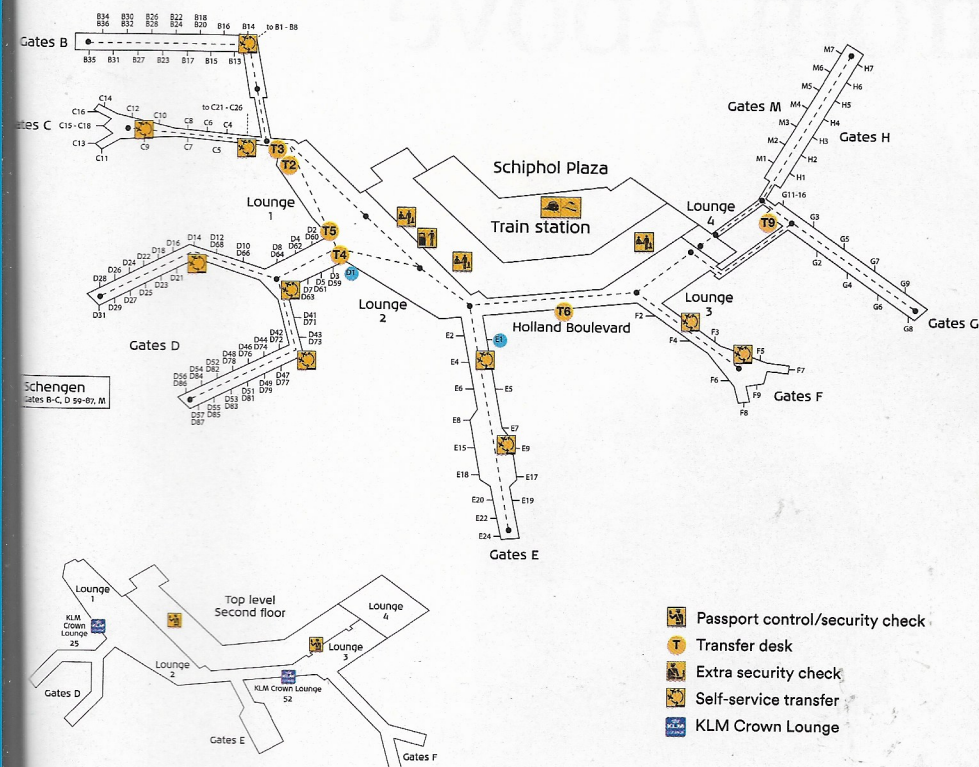 B34 B30 B26 B22 B18 B16 B14 to B1 - B8
B36 B32 B28 B24 B20
Gates B
B35 B31 B27 B23 B17 B15 B13
C14
C16
C12
C10
to C21 - C26
C8 C6 C4
ates C
C15 - C18
C13
C11
C9 C7 C5
T3
T2
Lounge
1
T5
T4
Schiphol Plaza
Train station
M7
M6
M5
M4
M3
M2
M1
Gates M
H7
H6
H5
H4
H3
H2
H1
Gates H
Lounge
4
G11-16
T9
G3
G5
G7
G9
G2
G4
G6
G8
Gates G
D2
D60
D4
D62
D8
D64
D10
D66
D12
D68
D14
D16
D18
D22
D24
D26
D28
D31
D29
D27
D25
D23
D21
D1
D3
D59
D5
D61
D7
D63
Gates D
D41
D71
D43
D73
D42
D72
D44
D74
D46
D76
D48
D78
D52
D82
D54
D84
D56
D86
D57
D87
D55
D85
D53
D83
D51
D81
D49
D79
D47
D77
Schengen
ates B-C, D 59-87, M
Lounge
2
T6
Holland Boulevard
Lounge
3
F2
F4
F3
F5
F7
F6
F9
F8
Gates F
E1
E2
E4
E6 E5
E8
E7
E15 E9
E18 E17
E20 E19
E22
E24
Gates E
Lounge
1
KLM
Crown
Lounge
25
KLM
Top level
Second floor
Lounge
4
Lounge
3
Lounge
2
KLM
KLM Crown Lounge
52
Gates D
Gates E
Gates F
Passport control/security check
T Transfer desk
Extra security check
Self-service transfer
KLM KLM Crown Lounge